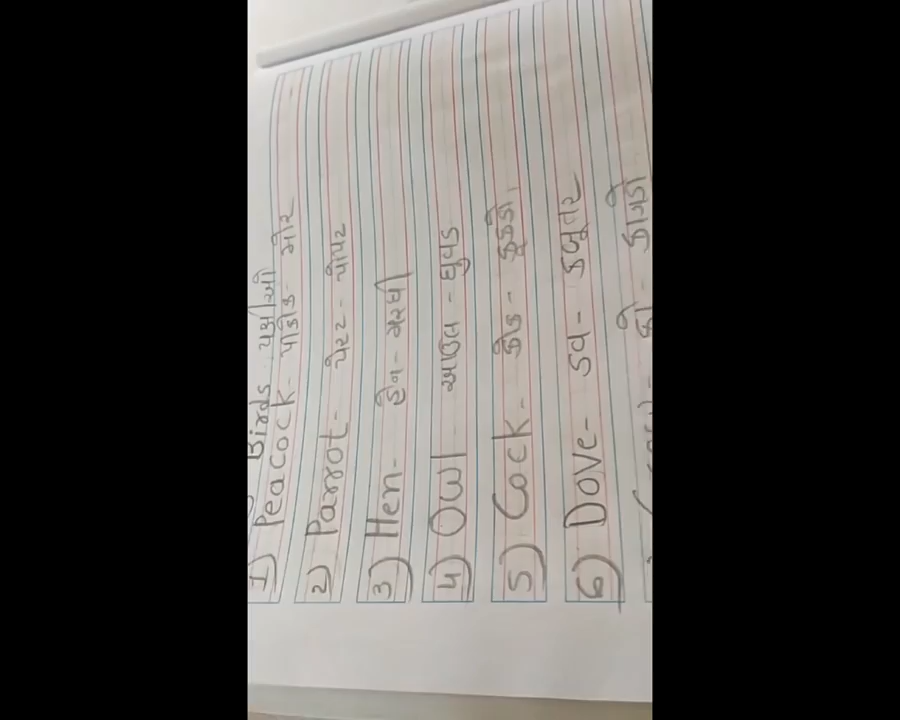 Birds પક્ષીઓ
1) Peacock - પીકોક - મોર
2) Parrot - પેરટ - પોપટ
3) Hen - હેન - મરઘી
4) Owl - આઉલ - ઘુવડ
5) Cock - કોક - કૂકડો
6) Dove - ડવ - કબૂતર
ક્રો - કાગડો